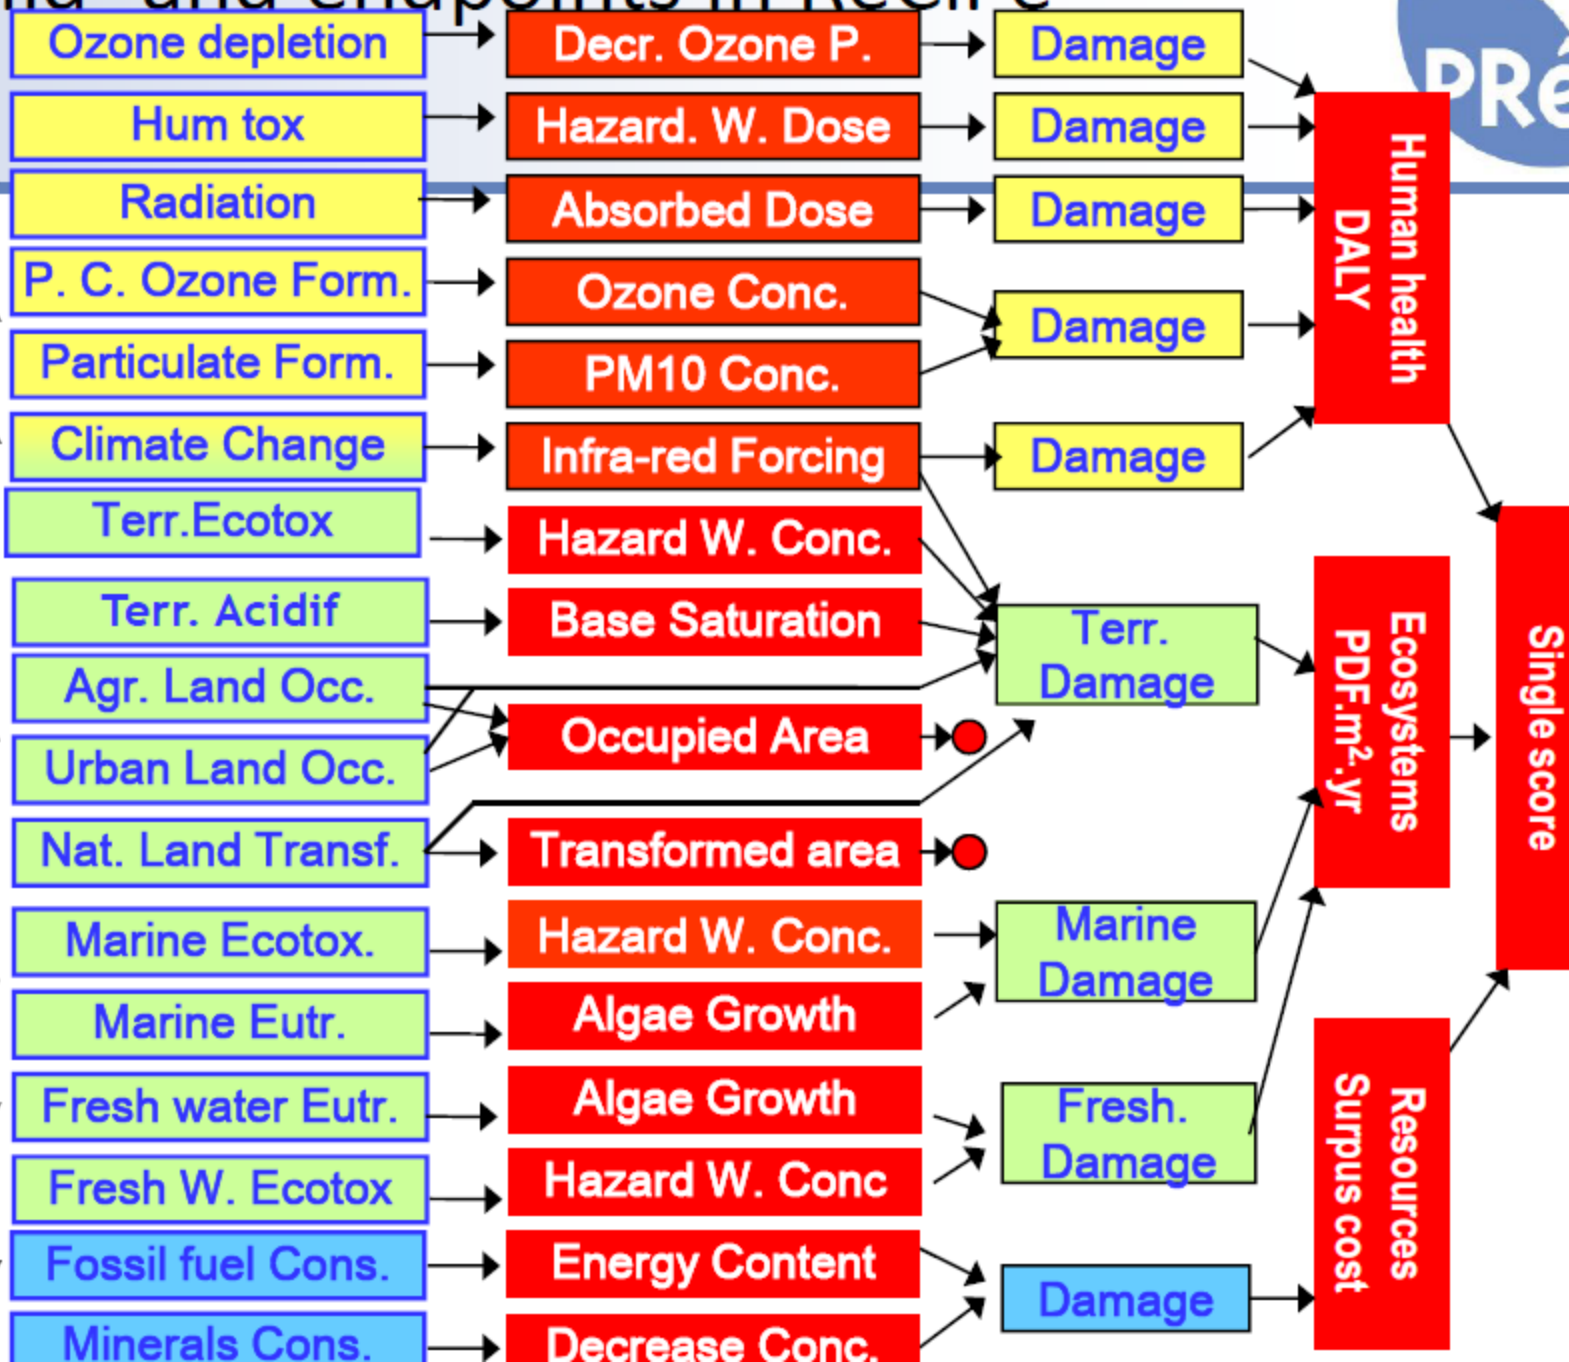 and endpoints in ReCiPe
Ozone depletion
Decr. Ozone P.
Damage
PRé
Hum tox
Hazard. W. Dose
Damage
Radiation
Absorbed Dose
Damage
Human health
DALY
P. C. Ozone Form.
Ozone Conc.
Damage
Particulate Form.
PM10 Conc.
Climate Change
Infra-red Forcing
Damage
Terr.Ecotox
Hazard W. Conc.
Terr. Acidif
Base Saturation
Terr.
Damage
Ecosystems
PDF.m².yr
Single score
Agr. Land Occ.
Occupied Area
Urban Land Occ.
Nat. Land Transf.
Transformed area
Marine Ecotox.
Hazard W. Conc.
Marine
Damage
Marine Eutr.
Algae Growth
Fresh water Eutr.
Algae Growth
Fresh.
Damage
Resources
Surpus cost
Fresh W. Ecotox
Hazard W. Conc
Fossil fuel Cons.
Energy Content
Damage
Minerals Cons.
Decrease Conc.